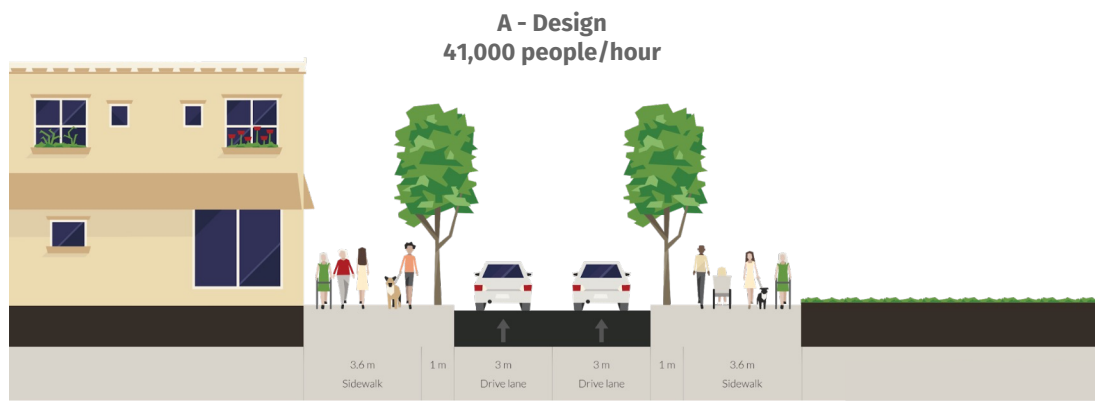 A - Design
41,000 people/hour
3.6 m
Sidewalk
1 m
3 m
Drive lane
3 m
Drive lane
1 m
3.6 m
Sidewalk